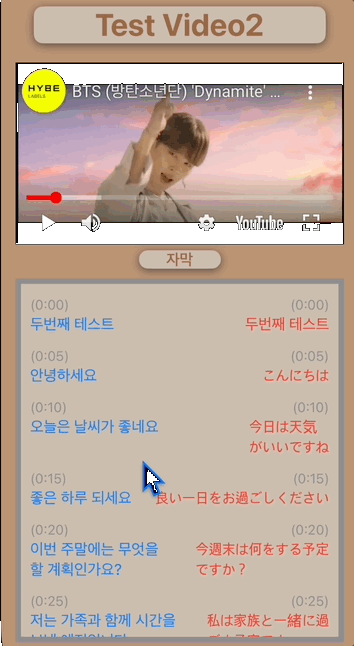 Test Video2
HYBE
LABELS
BTS (방탄소년단) 'Dynamite' ...
YouTube
자막
(0:00) (0:00)
두번째 테스트 두번째 테스트
(0:05) (0:05)
안녕하세요 こんにちは
(0:10) (0:10)
오늘은 날씨가 좋네요 今日は天気
がいいですね
(0:15) (0:15)
좋은 하루 되세요 良い一日をお過ごしください
(0:20) (0:20)
이번 주말에는 무엇을 今週末は何をする予定
할 계획인가요? ですか？
(0:25) (0:25)
저는 가족과 함께 시간을 私は家族と一緒に過